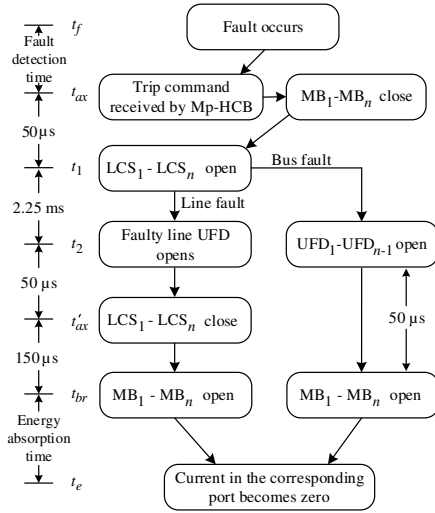 t_f
Fault occurs
Fault
detection
time
t_ax
Trip command
received by Mp-HCB
MB_1-MB_n close
50 µs
t_1
LCS_1 - LCS_n open
Bus fault
Line fault
2.25 ms
t_2
Faulty line UFD
opens
UFD_1-UFD_{n-1} open
50 µs
t'_ax
LCS_1 - LCS_n close
50 µs
150 µs
t_br
MB_1 - MB_n open
MB_1 - MB_n open
Energy
absorption
time
t_e
Current in the corresponding
port becomes zero